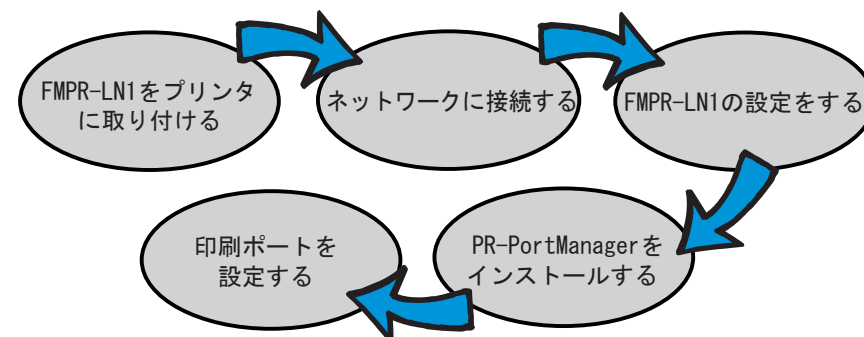 FMPR-LN1をプリンタ
に取り付ける
ネットワークに接続する
FMPR-LN1の設定をする
PR-PortManagerを
インストールする
印刷ポートを
設定する